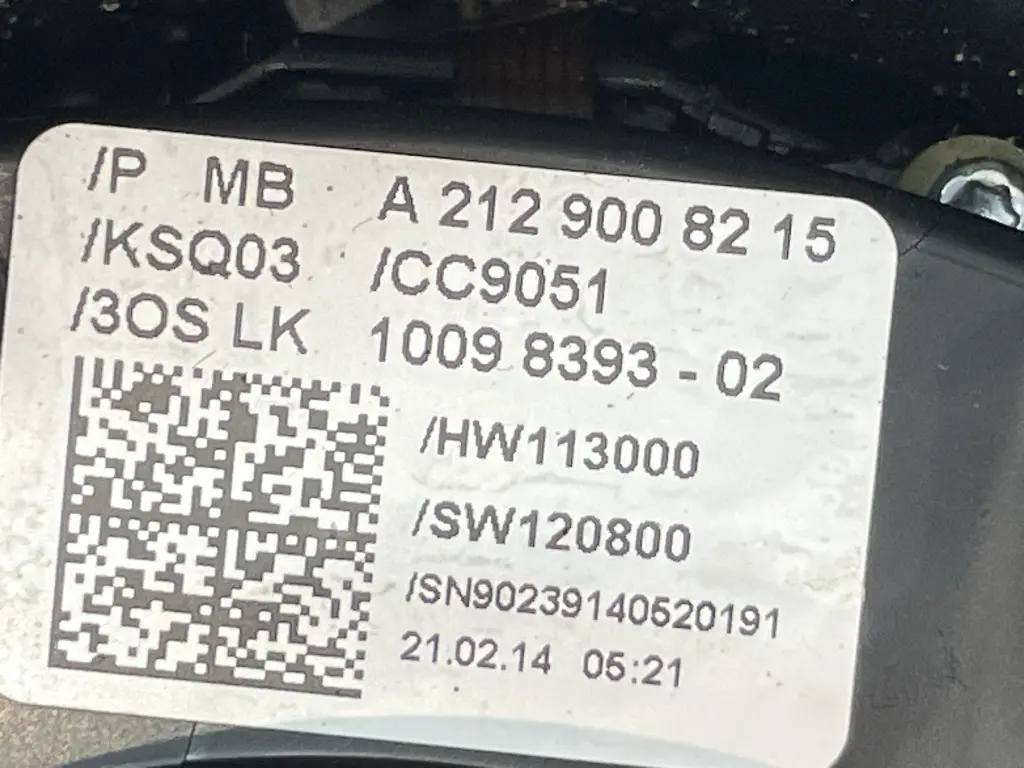 /P MB A 212 900 82 15
/KSQ03 /CC9051
/3OS LK 1009 8393 - 02
/HW113000
/SW120800
/SN90239140520191
21.02.14 05:21